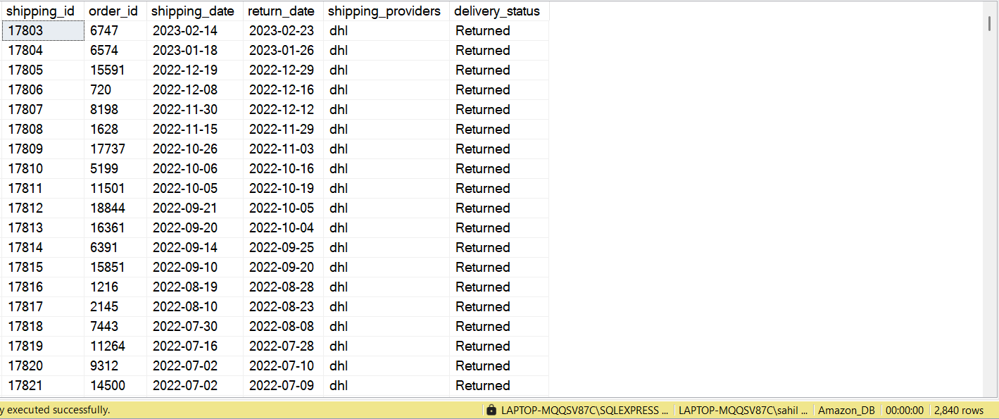 shipping_id order_id shipping_date return_date shipping_providers delivery_status
17803 6747 2023-02-14 2023-02-23 dhl Returned
17804 6574 2023-01-18 2023-01-26 dhl Returned
17805 15591 2022-12-19 2022-12-29 dhl Returned
17806 720 2022-12-08 2022-12-16 dhl Returned
17807 8198 2022-11-30 2022-12-12 dhl Returned
17808 1628 2022-11-15 2022-11-29 dhl Returned
17809 17737 2022-10-26 2022-11-03 dhl Returned
17810 5199 2022-10-06 2022-10-16 dhl Returned
17811 11501 2022-10-05 2022-10-19 dhl Returned
17812 18844 2022-09-21 2022-10-05 dhl Returned
17813 16361 2022-09-20 2022-10-04 dhl Returned
17814 6391 2022-09-14 2022-09-25 dhl Returned
17815 15851 2022-09-10 2022-09-20 dhl Returned
17816 1216 2022-08-19 2022-08-28 dhl Returned
17817 2145 2022-08-10 2022-08-23 dhl Returned
17818 7443 2022-07-30 2022-08-08 dhl Returned
17819 11264 2022-07-16 2022-07-28 dhl Returned
17820 9312 2022-07-02 2022-07-10 dhl Returned
17821 14500 2022-07-02 2022-07-09 dhl Returned
y executed successfully. LAPTOP-MQQSV87C\SQLEXPRESS ... LAPTOP-MQQSV87C\sahil ... Amazon_DB 00:00:00 2,840 rows